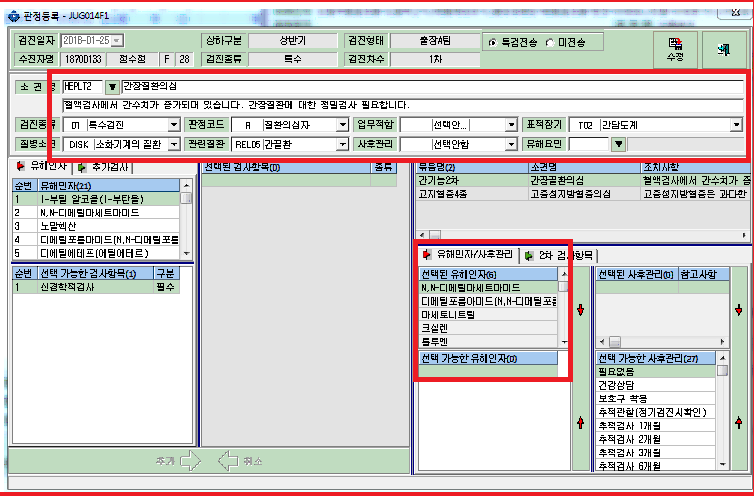 판정등록 - JUG014F1
검진일자 2018-01-25 상하구분 상반기 검진형태 출장A팀 특검전송 미전송
수진자명 18700133 정수정 F 28 검진종류 특수 검진차수 1차 수정
소 견 명 HEPLT2 간장질환의심
혈액검사에서 간수치가 증가되며 있습니다. 간장질환에 대한 정밀검사 필요합니다.
검진종류 01 특수검진 판정코드 R 질환의심자 업무적합 선택안... 표적장기 T02 간담도계
질병소견 DISK 소화기계의 질환 관련질환 REL05 간질환 사후관리 선택안함 유해요인
유해인자 추가검사 선택된 검사항목(0) 종류 묶음명(2) 소견명 조치사항
순번 유해인자(21) 간기능2차 간장질환의심 혈액검사에서 간수치가 증
1 1-부틸 알코올(1-부탄올) 고지혈증4종 고중성지방혈증의심 고중성지방혈증은 과다한
2 N,N-디메틸아세트아미드
3 노말헥산
4 디메틸포름아미드(N,N-디메틸포름
5 디에틸에테르(에틸에테르)
유해인자/사후관리 2차 검사항목
순번 선택 가능한 검사항목(1) 구분 선택된 유해인자(6) 선택된 사후관리(0) 참고사항
1 신경학적검사 필수 N,N-디메틸아세트아미드
디메틸포름아미드(N,N-디메틸포름
아세토니트릴
크실렌
톨루엔
선택 가능한 유해인자(0) 선택 가능한 사후관리(27)
필요없음
건강상담
보호구 착용
추적관찰(정기검진시확인)
추적검사 1개월
추적검사 2개월
추적검사 3개월
추적검사 6개월
추가 취소